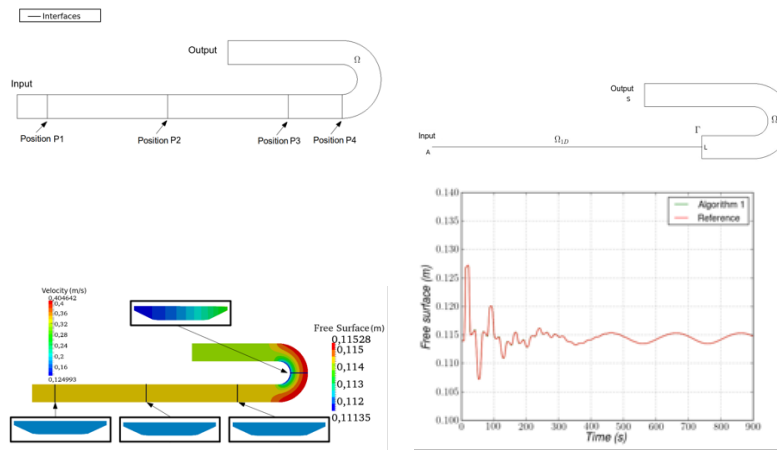 Interfaces
Output
Ω
Input
Position P1
Position P2
Position P3
Position P4
Output
S
Ω
Γ
Input
Ω1D
A
L
Velocity (m/s)
0,404642
0,4
0,36
0,32
0,28
0,24
0,2
0,16
0,124993
Free Surface (m)
0,11528
0,115
0,114
0,113
0,112
0,11135
Algorithm 1
Reference
Free surface (m)
0.140
0.135
0.130
0.125
0.120
0.115
0.110
0.105
0.100
0 100 200 300 400 500 600 700 800 900
Time (s)